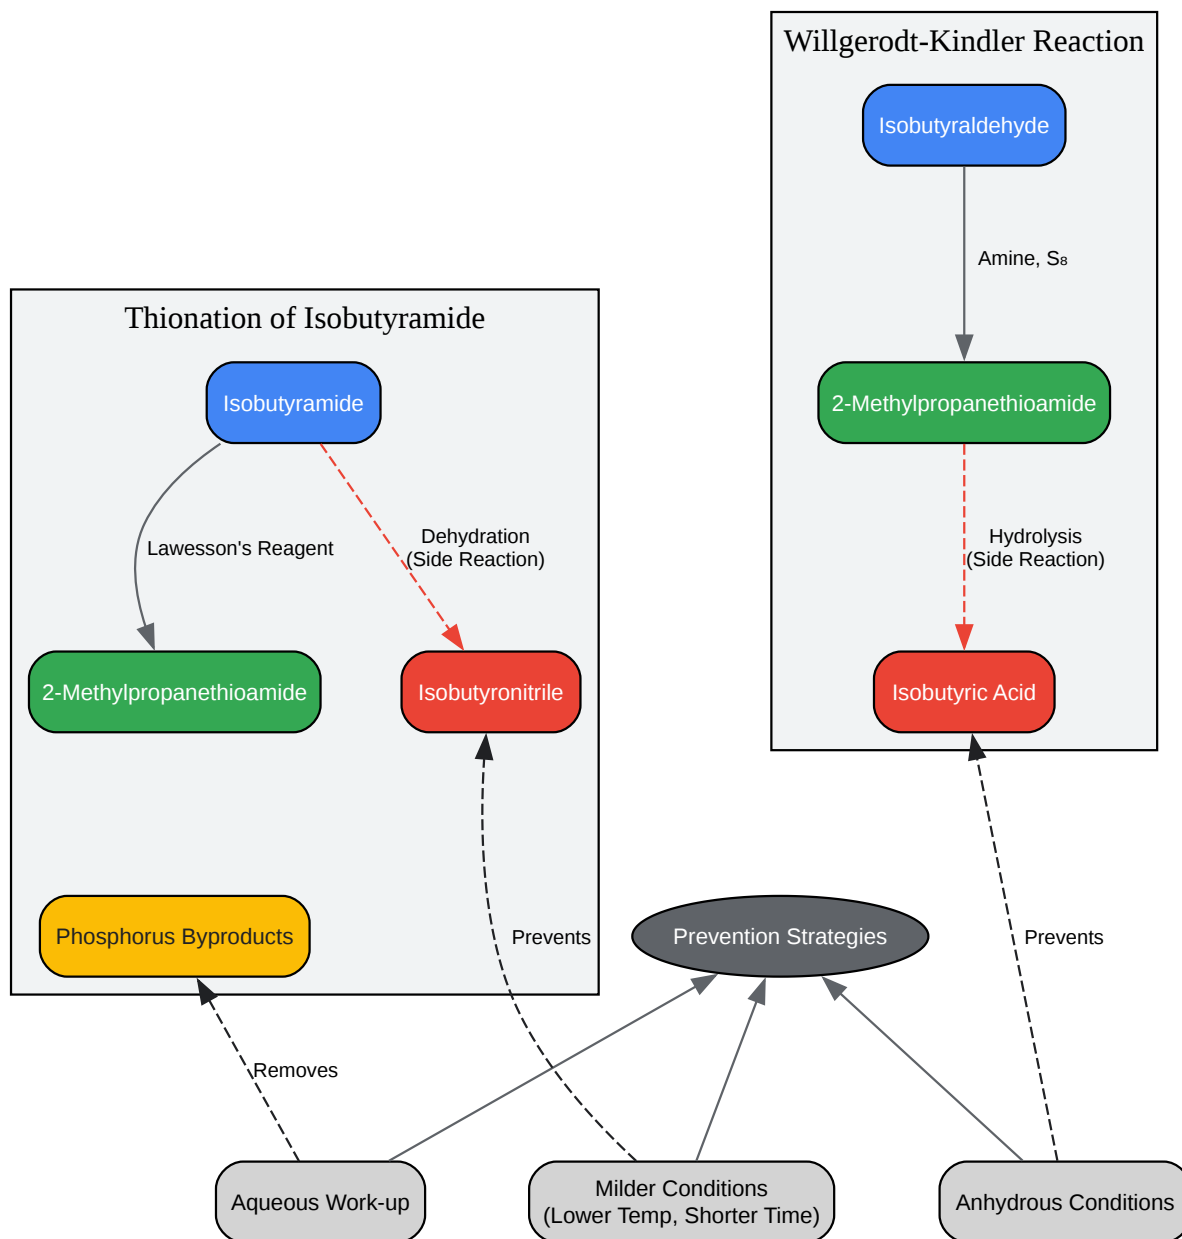 Willgerodt-Kindler Reaction
Isobutyraldehyde
Amine, S₈
Thionation of Isobutyramide
Isobutyramide
2-Methylpropanethioamide
Lawesson's Reagent
Dehydration
(Side Reaction)
Hydrolysis
(Side Reaction)
2-Methylpropanethioamide
Isobutyronitrile
Isobutyric Acid
Phosphorus Byproducts
Prevents
Prevention Strategies
Prevents
Removes
Aqueous Work-up
Milder Conditions
(Lower Temp, Shorter Time)
Anhydrous Conditions